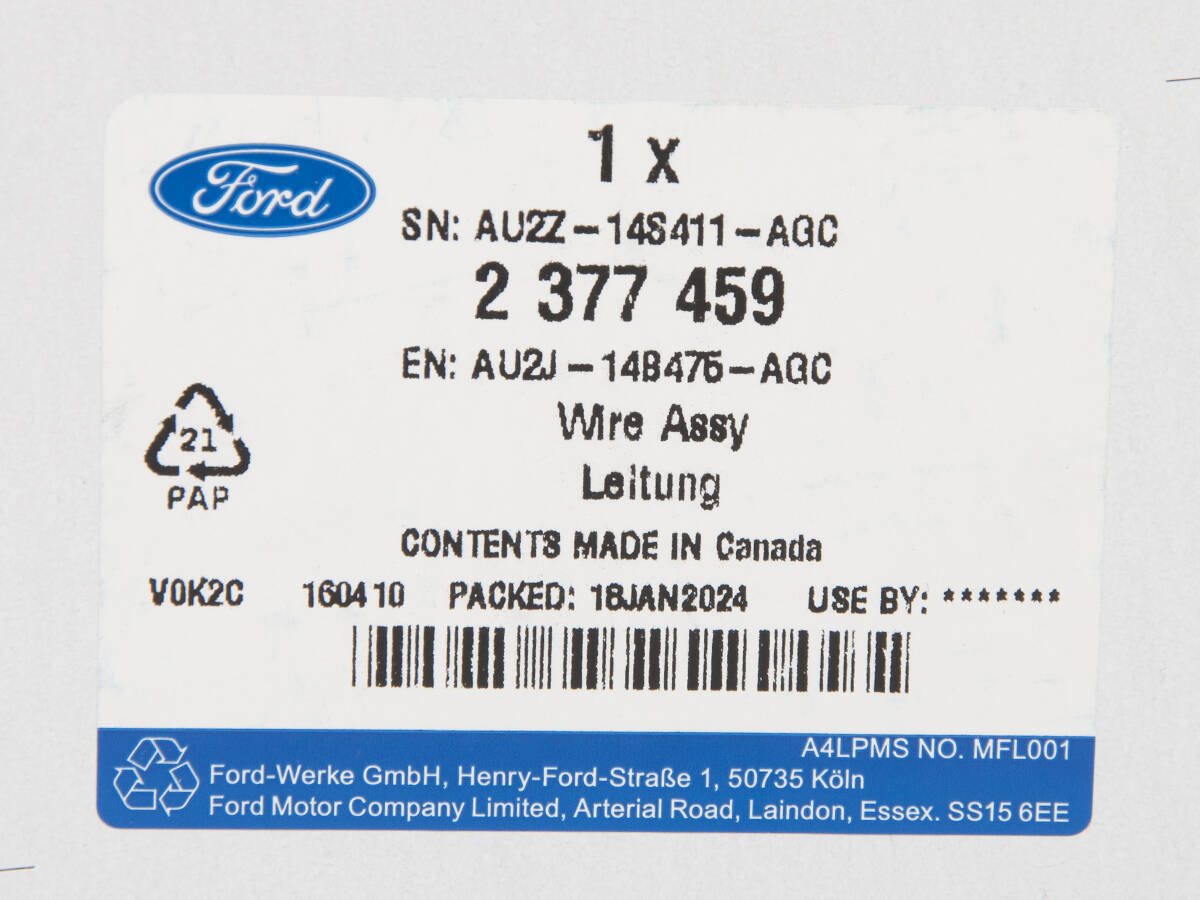 Ford
1 x
SN: AU2Z-14S411-AGC
2 377 459
EN: AU2J-14B475-AGC
Wire Assy
Leitung
21
PAP
CONTENTS MADE IN Canada
V0K2C 160410 PACKED: 18JAN2024 USE BY: *******
A4LPMS NO. MFL001
Ford-Werke GmbH, Henry-Ford-Straße 1, 50735 Köln
Ford Motor Company Limited, Arterial Road, Laindon, Essex. SS15 6EE